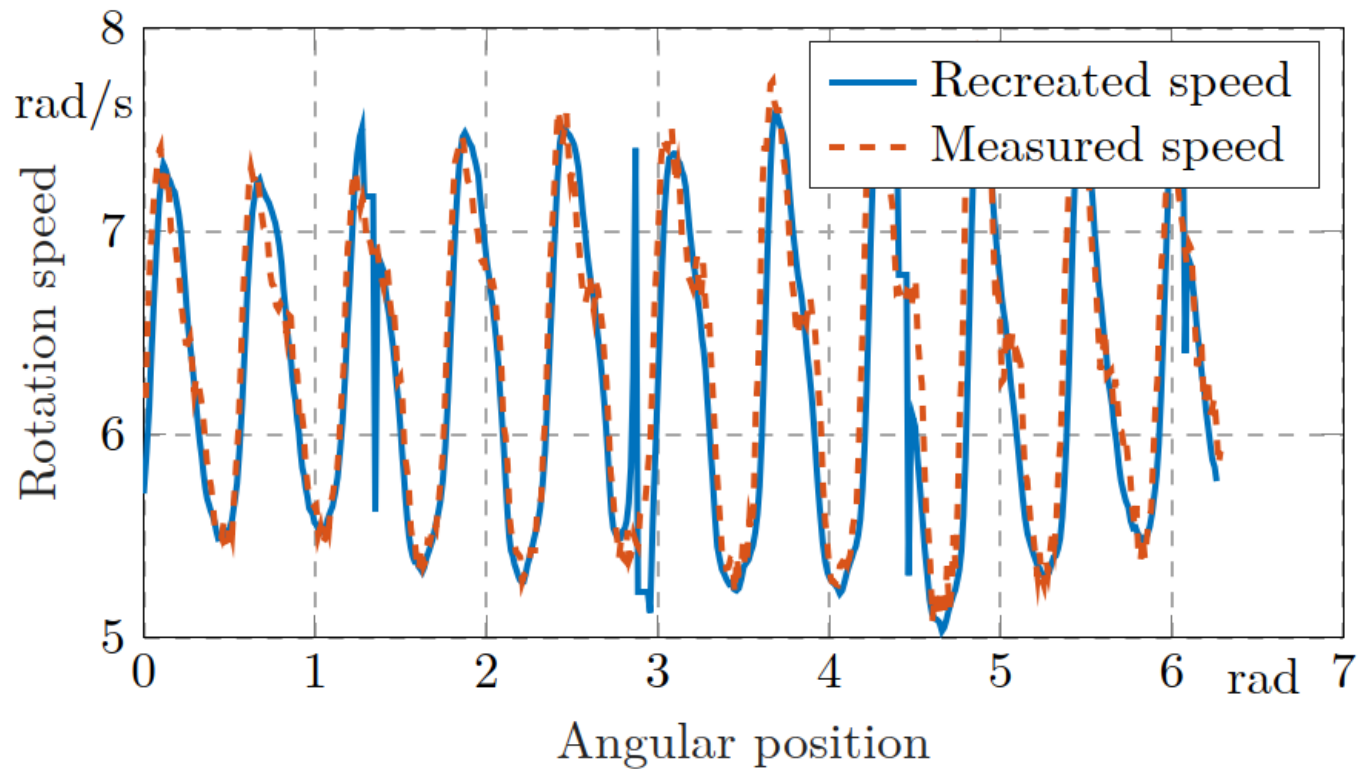 8
rad/s
7
6
5
Rotation speed
Recreated speed
Measured speed
0 1 2 3 4 5 6 rad 7
Angular position